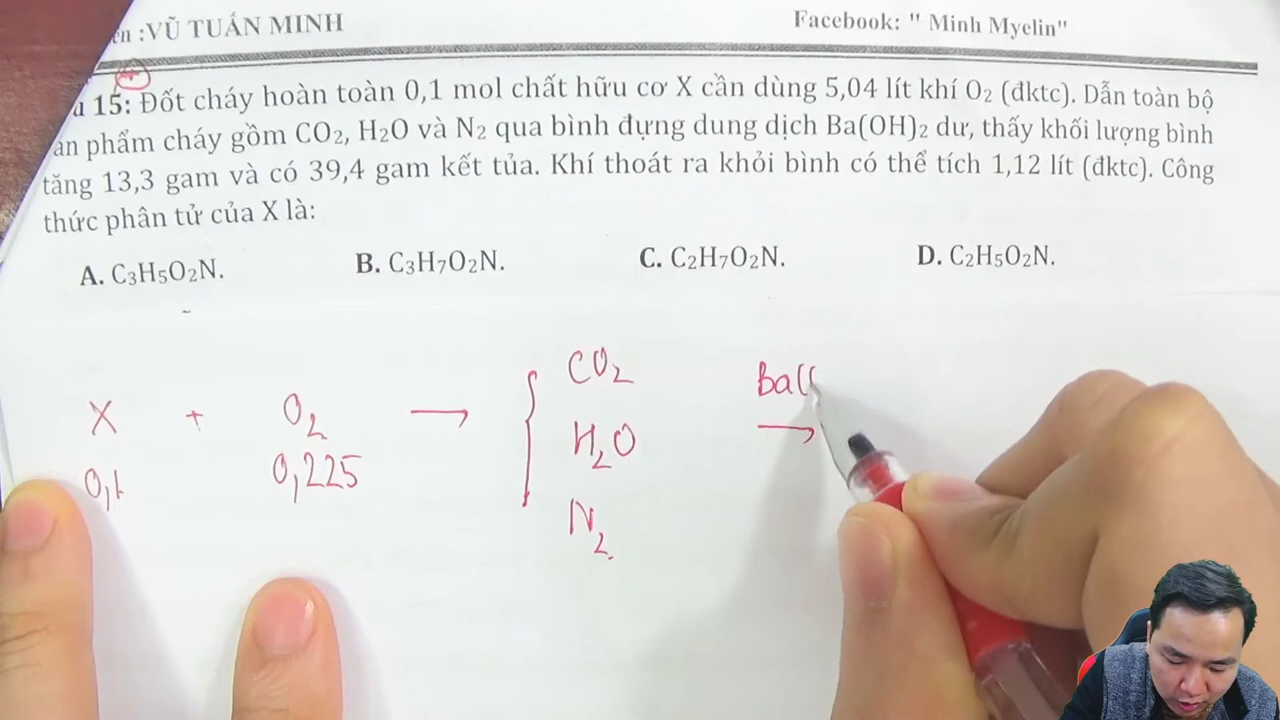 :VŨ TUẤN MINH
Facebook: " Minh Myelin"
15: Đốt cháy hoàn toàn 0,1 mol chất hữu cơ X cần dùng 5,04 lít khí O₂ (đktc). Dẫn toàn bộ
phẩm cháy gồm CO₂, H₂O và N₂ qua bình đựng dung dịch Ba(OH)₂ dư, thấy khối lượng bình
tăng 13,3 gam và có 39,4 gam kết tủa. Khí thoát ra khỏi bình có thể tích 1,12 lít (đktc). Công
thức phân tử của X là:
A. C₃H₅O₂N. B. C₃H₇O₂N. C. C₂H₇O₂N. D. C₂H₅O₂N.
CO₂
Ba(
X + O₂ → H₂O →
0,1 0,225
N₂